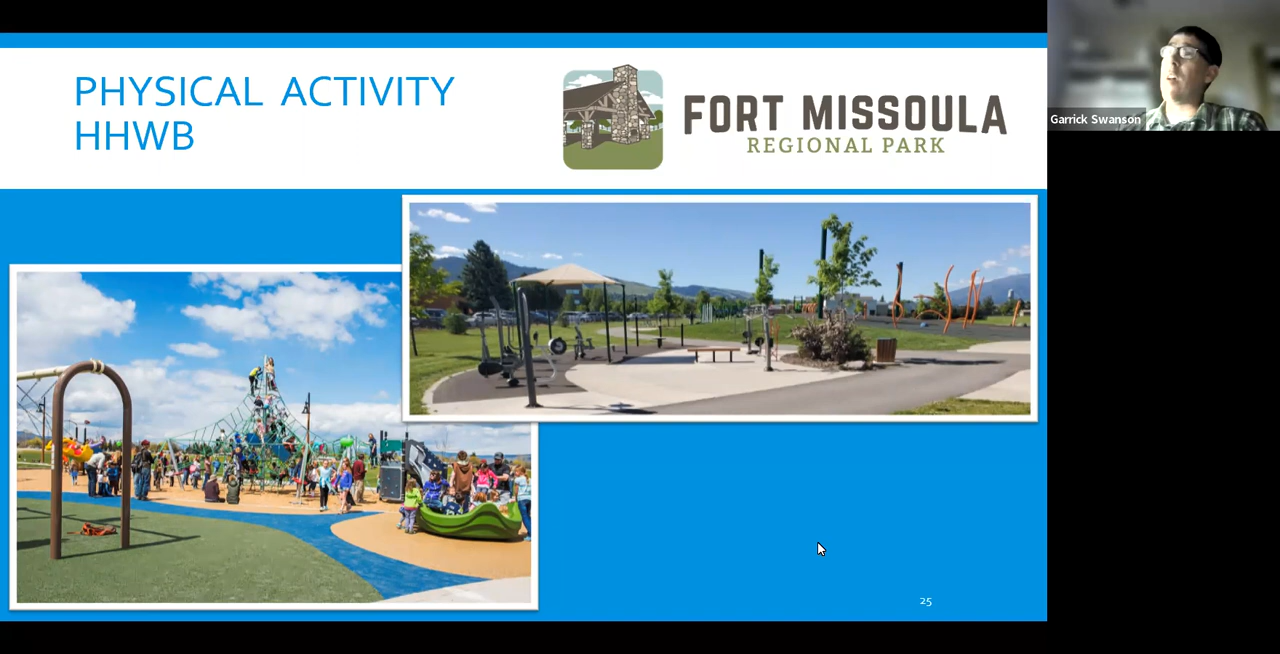 PHYSICAL ACTIVITY
HHWB
FORT MISSOULA
REGIONAL PARK
Garrick Swanson
25